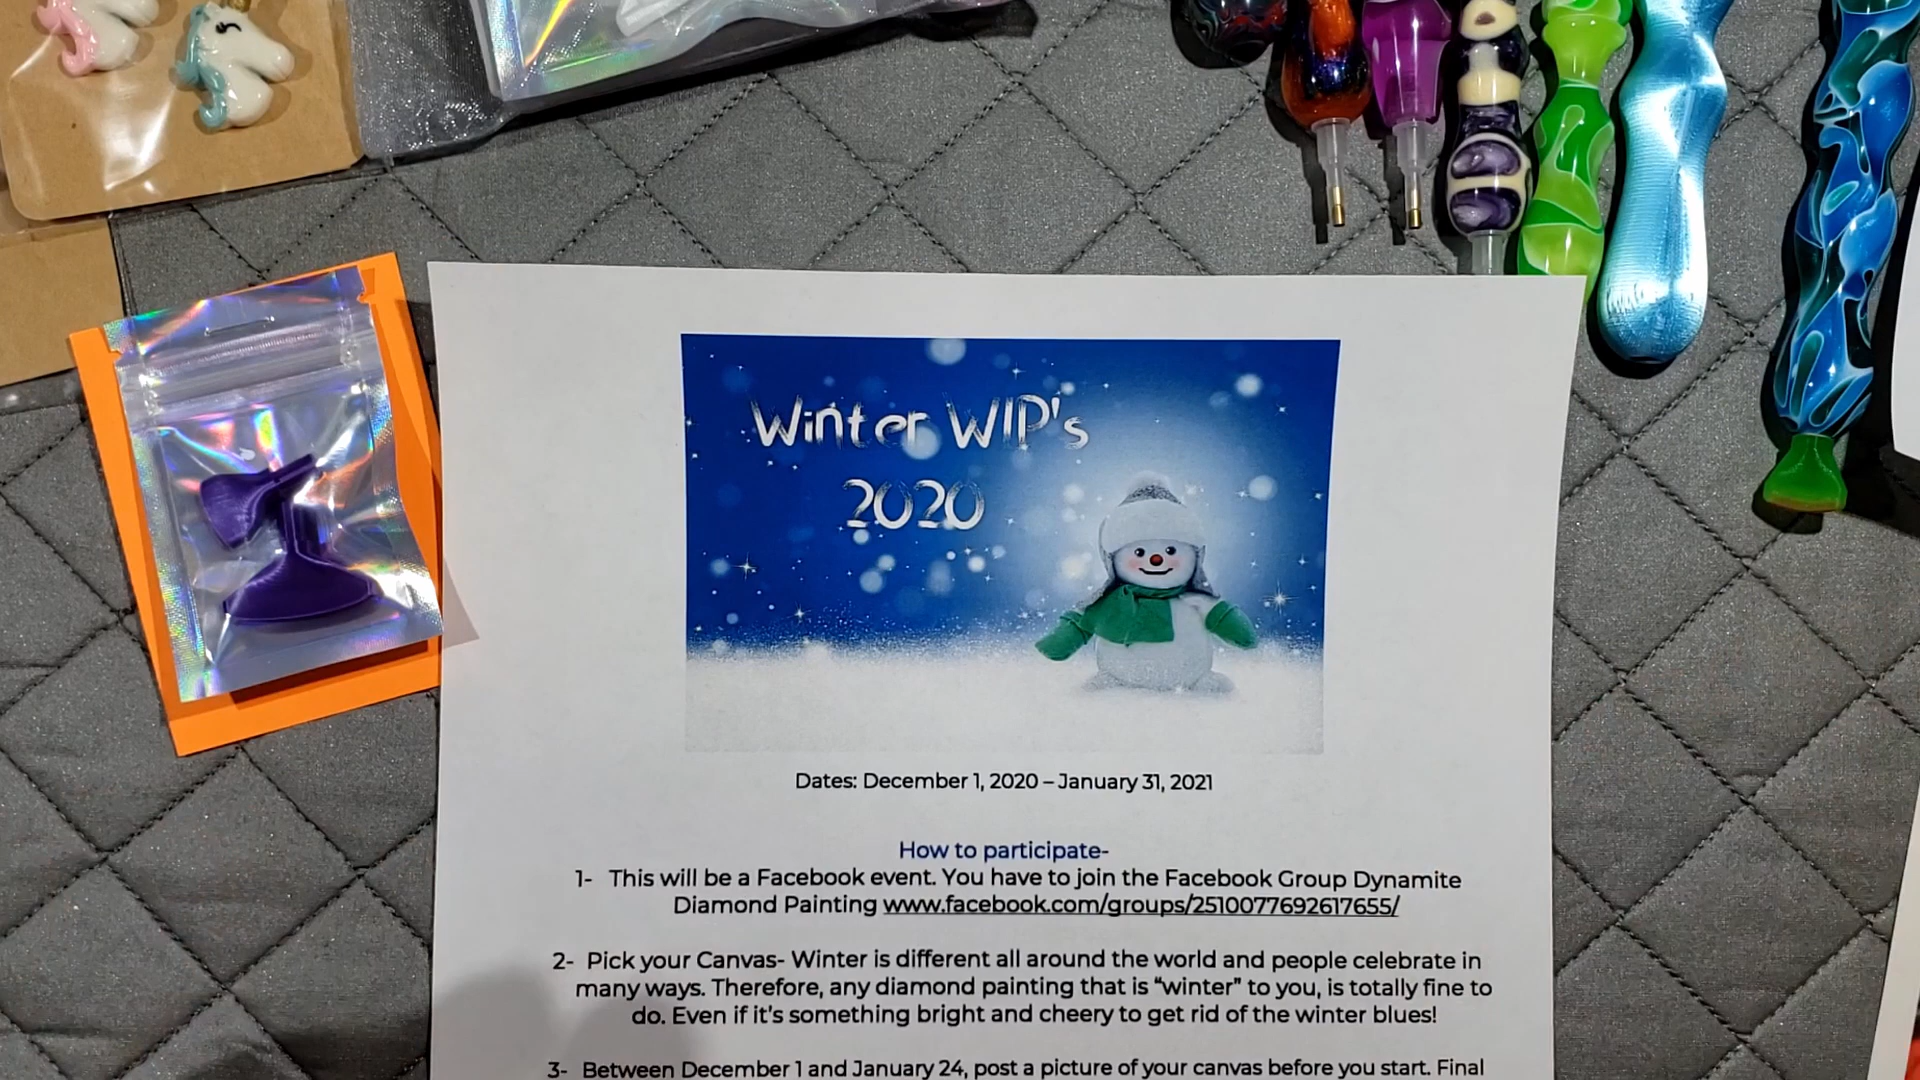 Winter WIP's
2020
Dates: December 1, 2020 – January 31, 2021
How to participate-
1- This will be a Facebook event. You have to join the Facebook Group Dynamite
Diamond Painting www.facebook.com/groups/2510077692617655/
2- Pick your Canvas- Winter is different all around the world and people celebrate in
many ways. Therefore, any diamond painting that is “winter” to you, is totally fine to
do. Even if it’s something bright and cheery to get rid of the winter blues!
3- Between December 1 and January 24, post a picture of your canvas before you start. Final